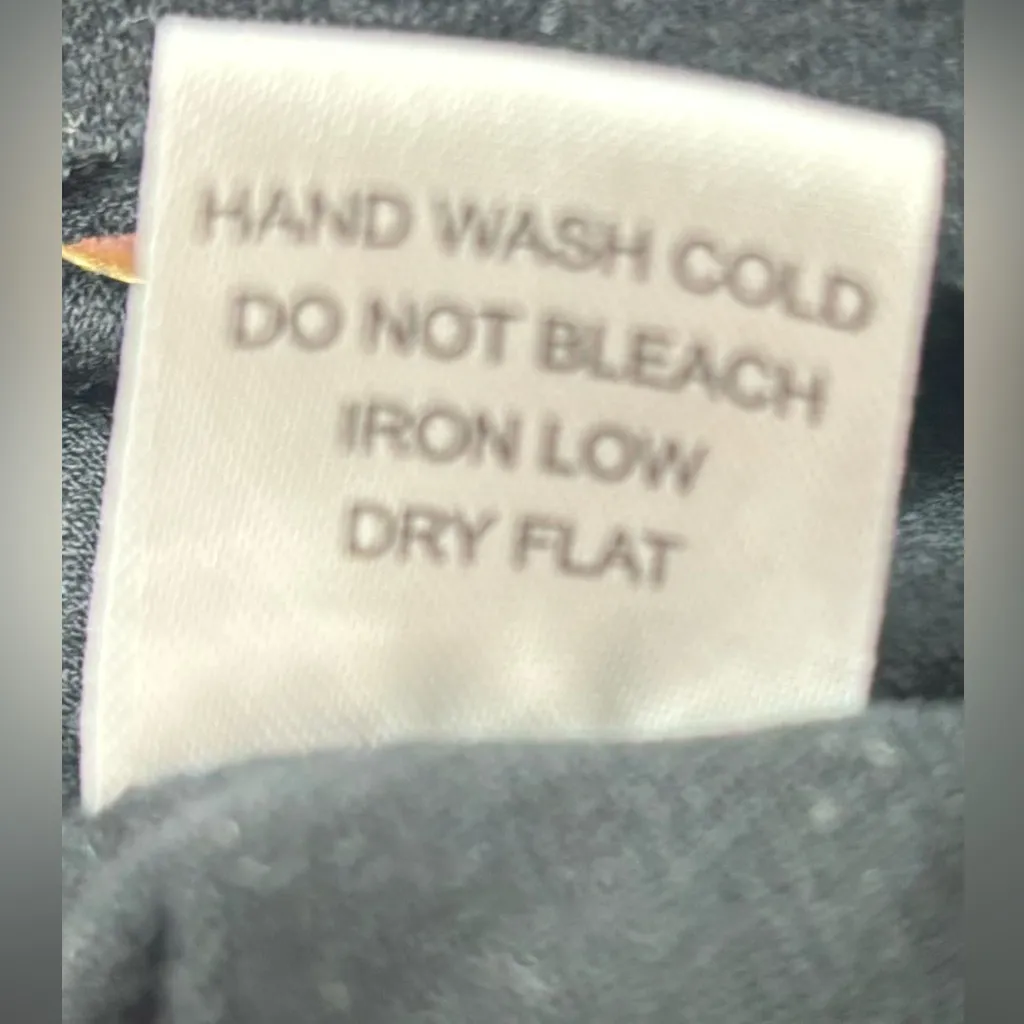 HAND WASH COLD
DO NOT BLEACH
IRON LOW
DRY FLAT